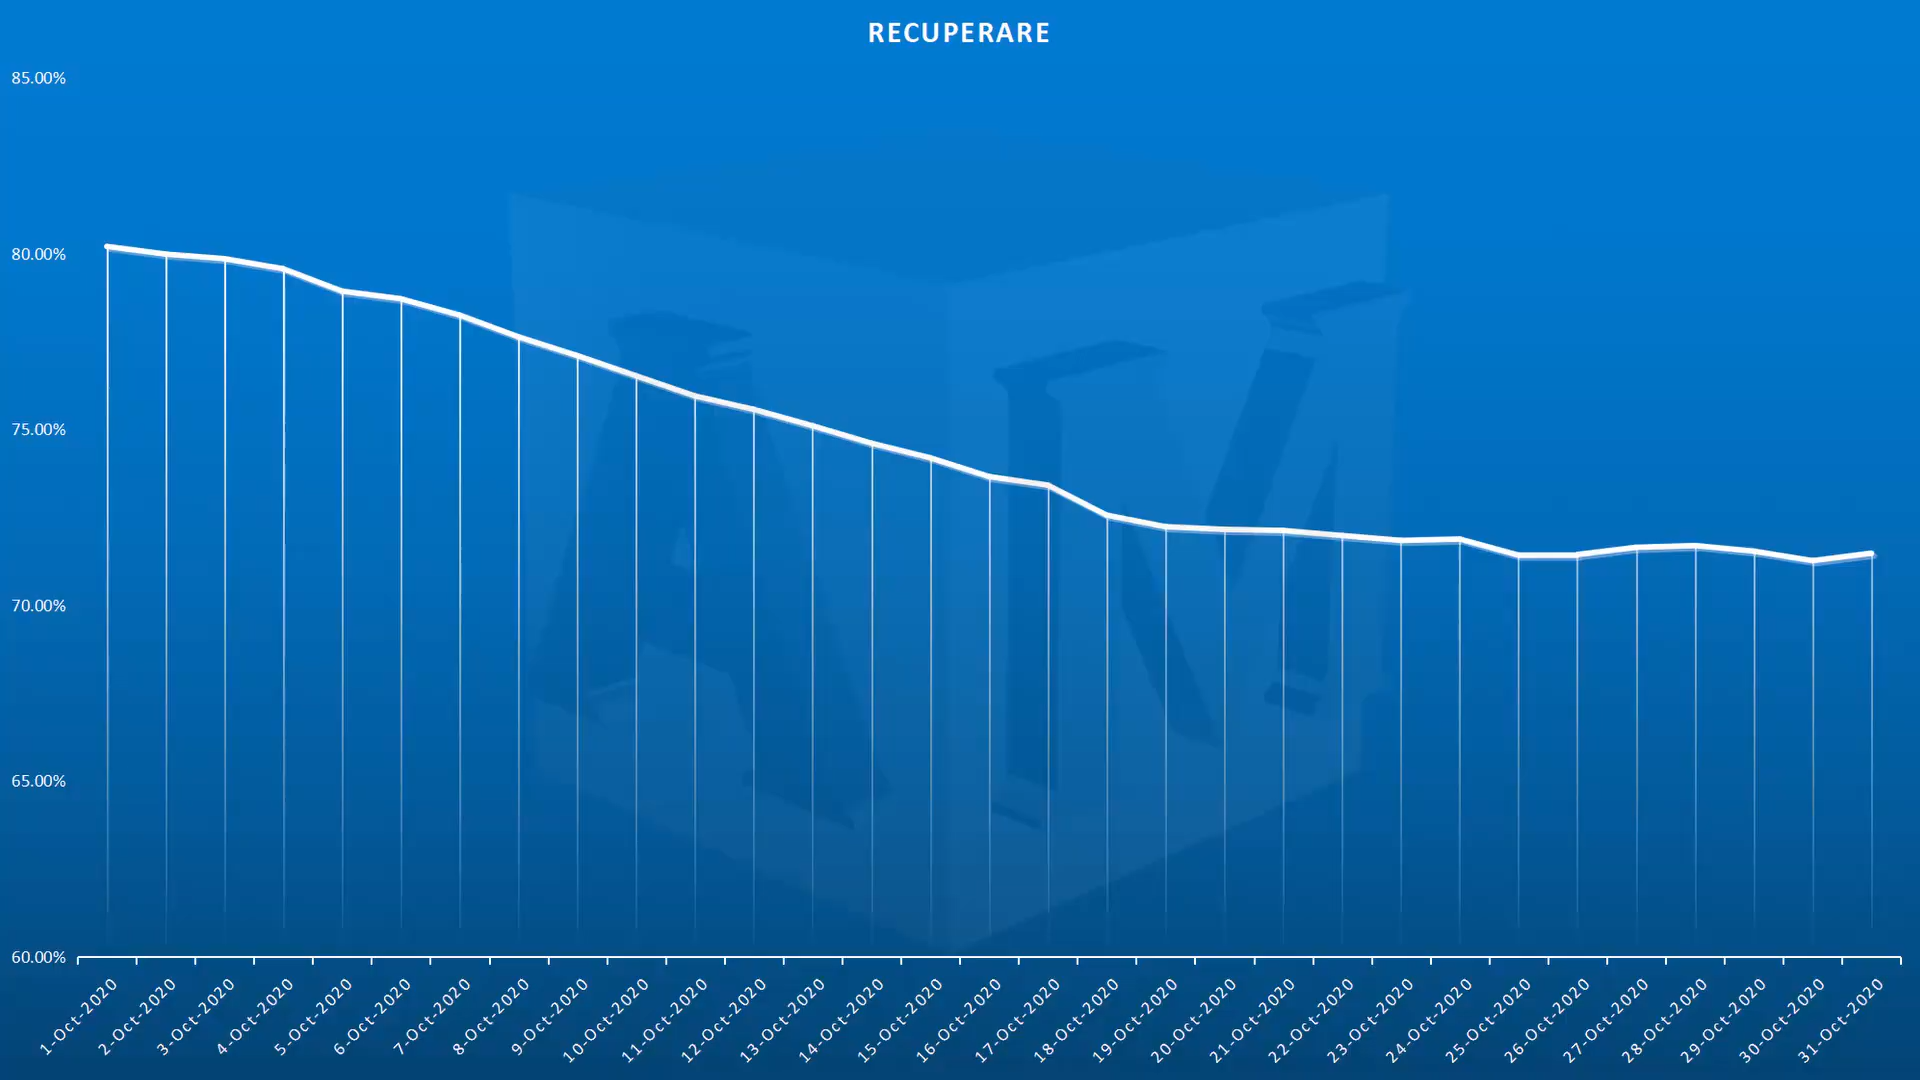 RECUPERARE
85.00%
80.00%
75.00%
70.00%
65.00%
60.00%
1-Oct-2020
2-Oct-2020
3-Oct-2020
4-Oct-2020
5-Oct-2020
6-Oct-2020
7-Oct-2020
8-Oct-2020
9-Oct-2020
10-Oct-2020
11-Oct-2020
12-Oct-2020
13-Oct-2020
14-Oct-2020
15-Oct-2020
16-Oct-2020
17-Oct-2020
18-Oct-2020
19-Oct-2020
20-Oct-2020
21-Oct-2020
22-Oct-2020
23-Oct-2020
24-Oct-2020
25-Oct-2020
26-Oct-2020
27-Oct-2020
28-Oct-2020
29-Oct-2020
30-Oct-2020
31-Oct-2020
A M